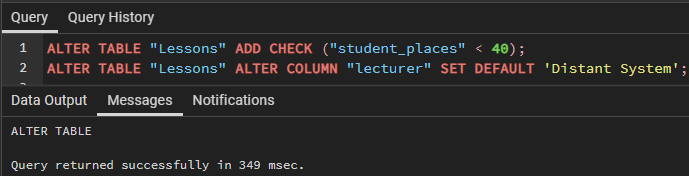 Query Query History
1 ALTER TABLE "Lessons" ADD CHECK ("student_places" < 40);
2 ALTER TABLE "Lessons" ALTER COLUMN "lecturer" SET DEFAULT 'Distant System';
Data Output Messages Notifications
ALTER TABLE
Query returned successfully in 349 msec.